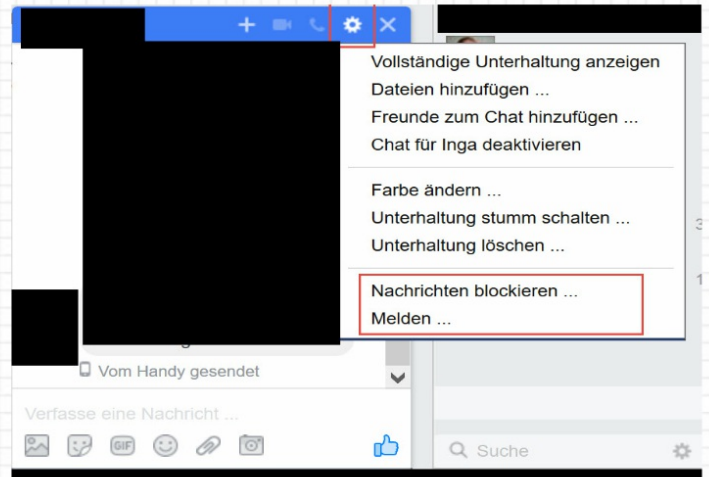 Vollständige Unterhaltung anzeigen
Dateien hinzufügen ...
Freunde zum Chat hinzufügen ...
Chat für Inga deaktivieren
Farbe ändern ...
Unterhaltung stumm schalten ...
Unterhaltung löschen ...
Nachrichten blockieren ...
Melden ...
Vom Handy gesendet
Verfasse eine Nachricht ...
GIF
Suche